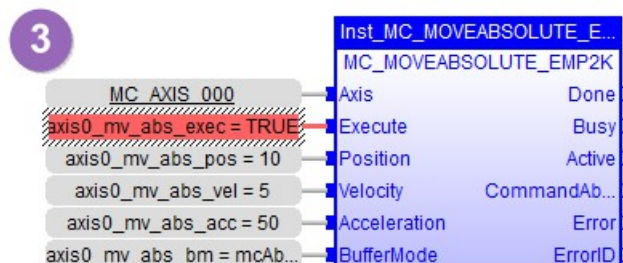 3
Inst_MC_MOVEABSOLUTE_E...
MC_MOVEABSOLUTE_EMP2K
MC_AXIS_000 Axis Done
axis0_mv_abs_exec = TRUE Execute Busy
axis0_mv_abs_pos = 10 Position Active
axis0_mv_abs_vel = 5 Velocity CommandAb...
axis0_mv_abs_acc = 50 Acceleration Error
axis0_mv_abs_bm = mcAb... BufferMode ErrorID